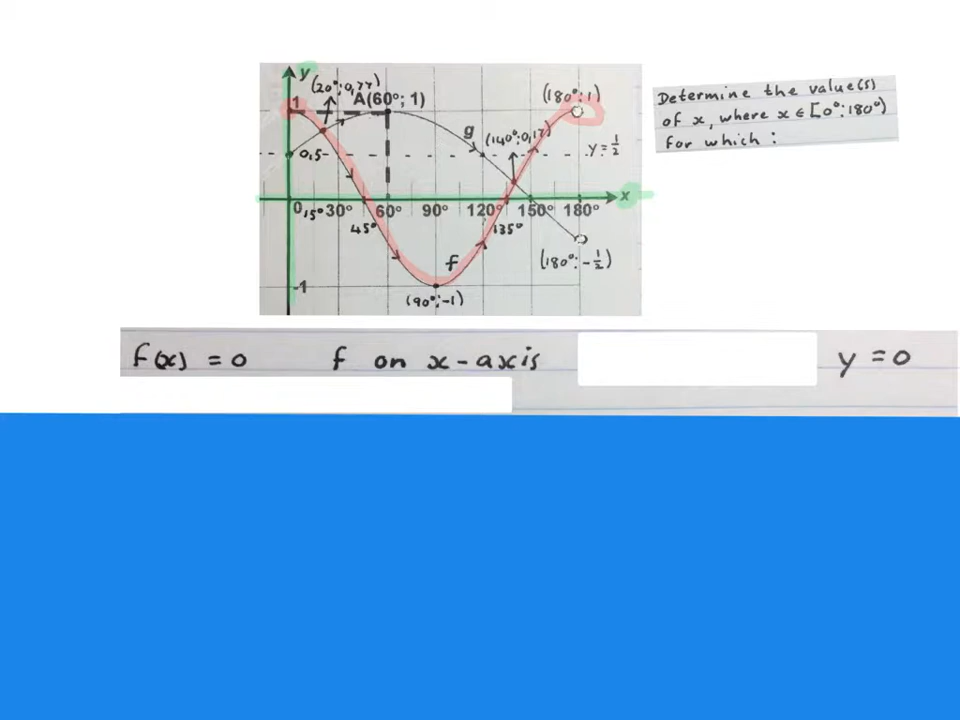 y
(20°;0,77)
1
A(60°; 1)
(180°;1)
g
(140°;0,17)
0,5
y = 1/2
0 15° 30° 60° 90° 120° 150° 180° x
45° 135°
f
(180°;-1/2)
-1
(90°;-1)
Determine the value(s)
of x, where x ∈ [0°;180°)
for which :
f(x) = 0 f on x-axis y = 0